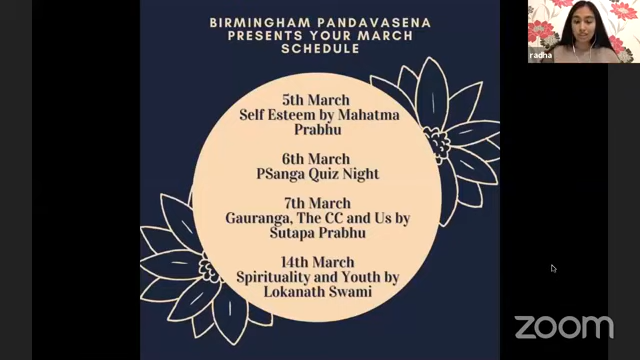 BIRMINGHAM PANDAVASENA
PRESENTS YOUR MARCH
SCHEDULE
5th March
Self Esteem by Mahatma
Prabhu
6th March
PSanga Quiz Night
7th March
Gauranga, The CC and Us by
Sutapa Prabhu
14th March
Spirituality and Youth by
Lokanath Swami
radha
zoom